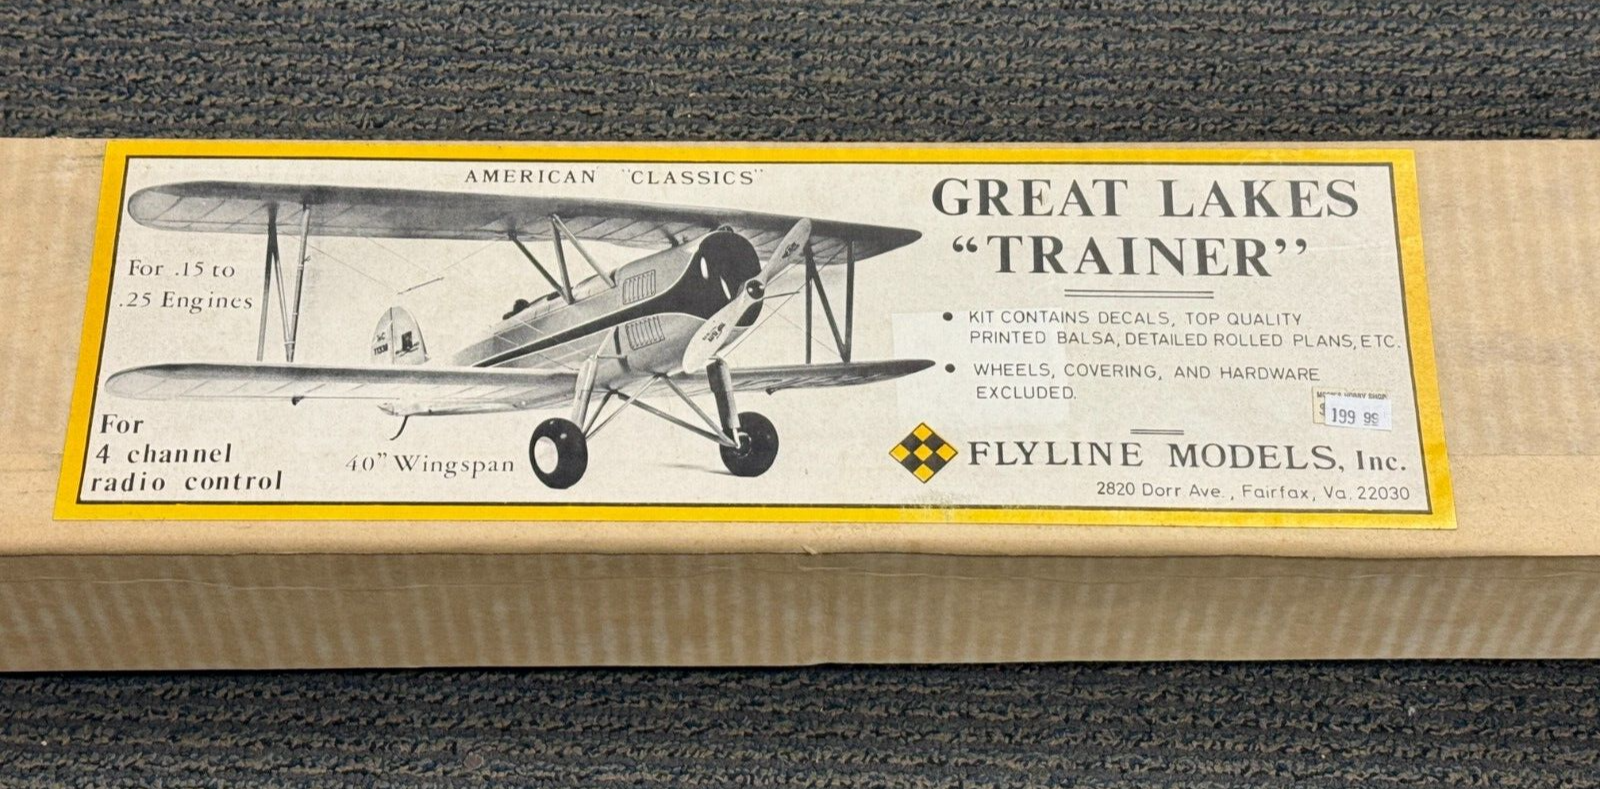 AMERICAN "CLASSICS"
GREAT LAKES
“TRAINER”
For .15 to
.25 Engines
For
4 channel
radio control
40” Wingspan
• KIT CONTAINS DECALS, TOP QUALITY
PRINTED BALSA, DETAILED ROLLED PLANS, ETC.
• WHEELS, COVERING, AND HARDWARE
EXCLUDED.
HOBBY SHOP
199 99
FLYLINE MODELS, Inc.
2820 Dorr Ave., Fairfax, Va. 22030